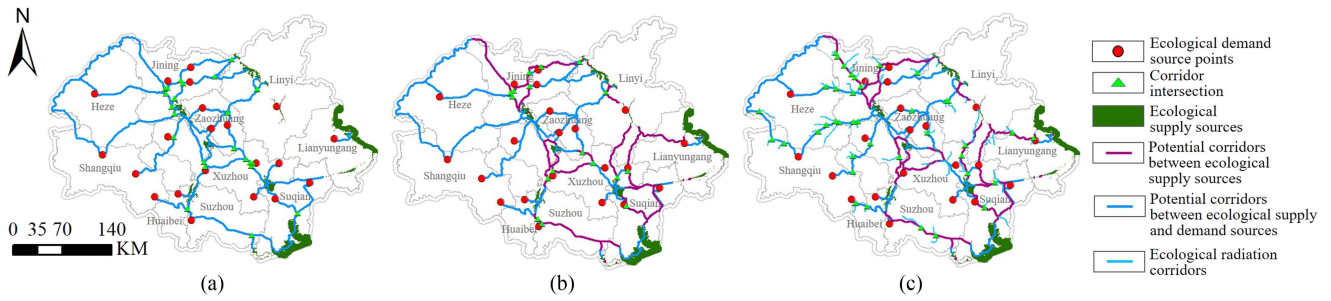 N
Jining
Linyi
Heze
Zaozhuang
Lianyungang
Shangqiu
Xuzhou
Suqian
Suzhou
Huaibei
0 35 70 140
KM
(a)
Jining
Linyi
Heze
Zaozhuang
Lianyungang
Shangqiu
Xuzhou
Suqian
Suzhou
Huaibei
(b)
Jining
Linyi
Heze
Zaozhuang
Lianyungang
Shangqiu
Xuzhou
Suqian
Suzhou
Huaibei
(c)
Ecological demand
source points
Corridor
intersection
Ecological
supply sources
Potential corridors
between ecological
supply sources
Potential corridors
between ecological supply
and demand sources
Ecological radiation
corridors